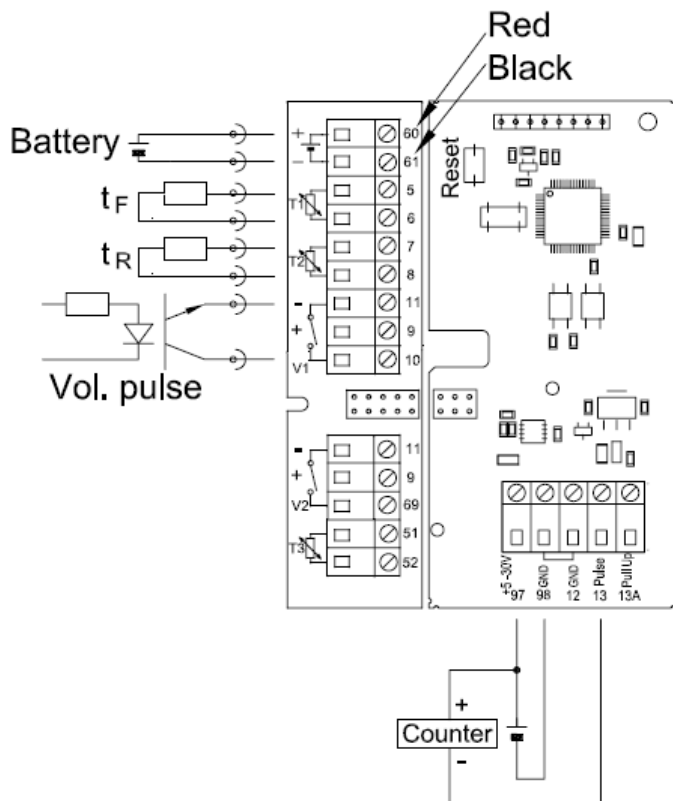 Red
Black
Battery
+
60
−
61
Reset
tF
T1
5
6
tR
T2
7
8
-
11
+
9
V1
10
Vol. pulse
-
11
+
9
V2
69
T3
51
52
+5 -30V
GND
GND
Pulse
Pull Up
97
98
12
13
13A
+
Counter
-